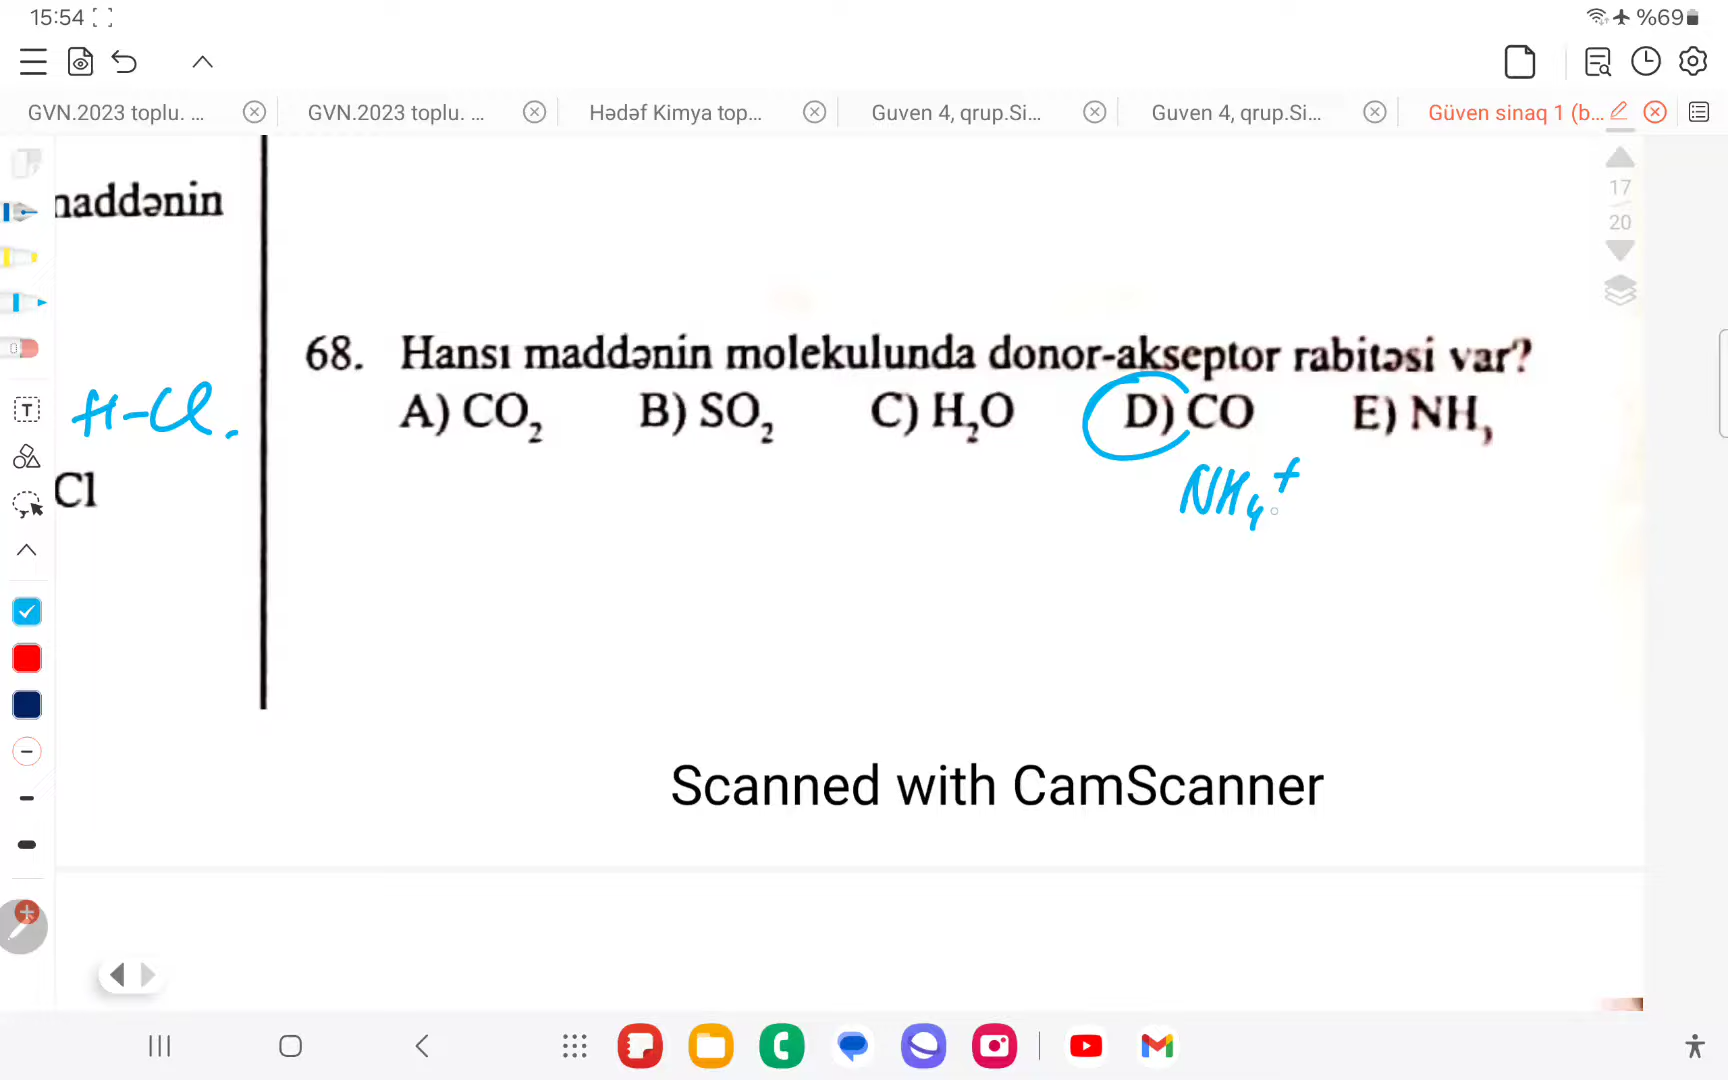 15:54 %69
GVN.2023 toplu. ... GVN.2023 toplu. ... Hədəf Kimya top... Guven 4, qrup.Si... Guven 4, qrup.Si... Güven sinaq 1 (b...
17
20
naddənin
68. Hansı maddənin molekulunda donor-akseptor rabitəsi var?
A) CO₂ B) SO₂ C) H₂O D) CO E) NH₃
H-Cl.
NH₄⁺
Cl
Scanned with CamScanner